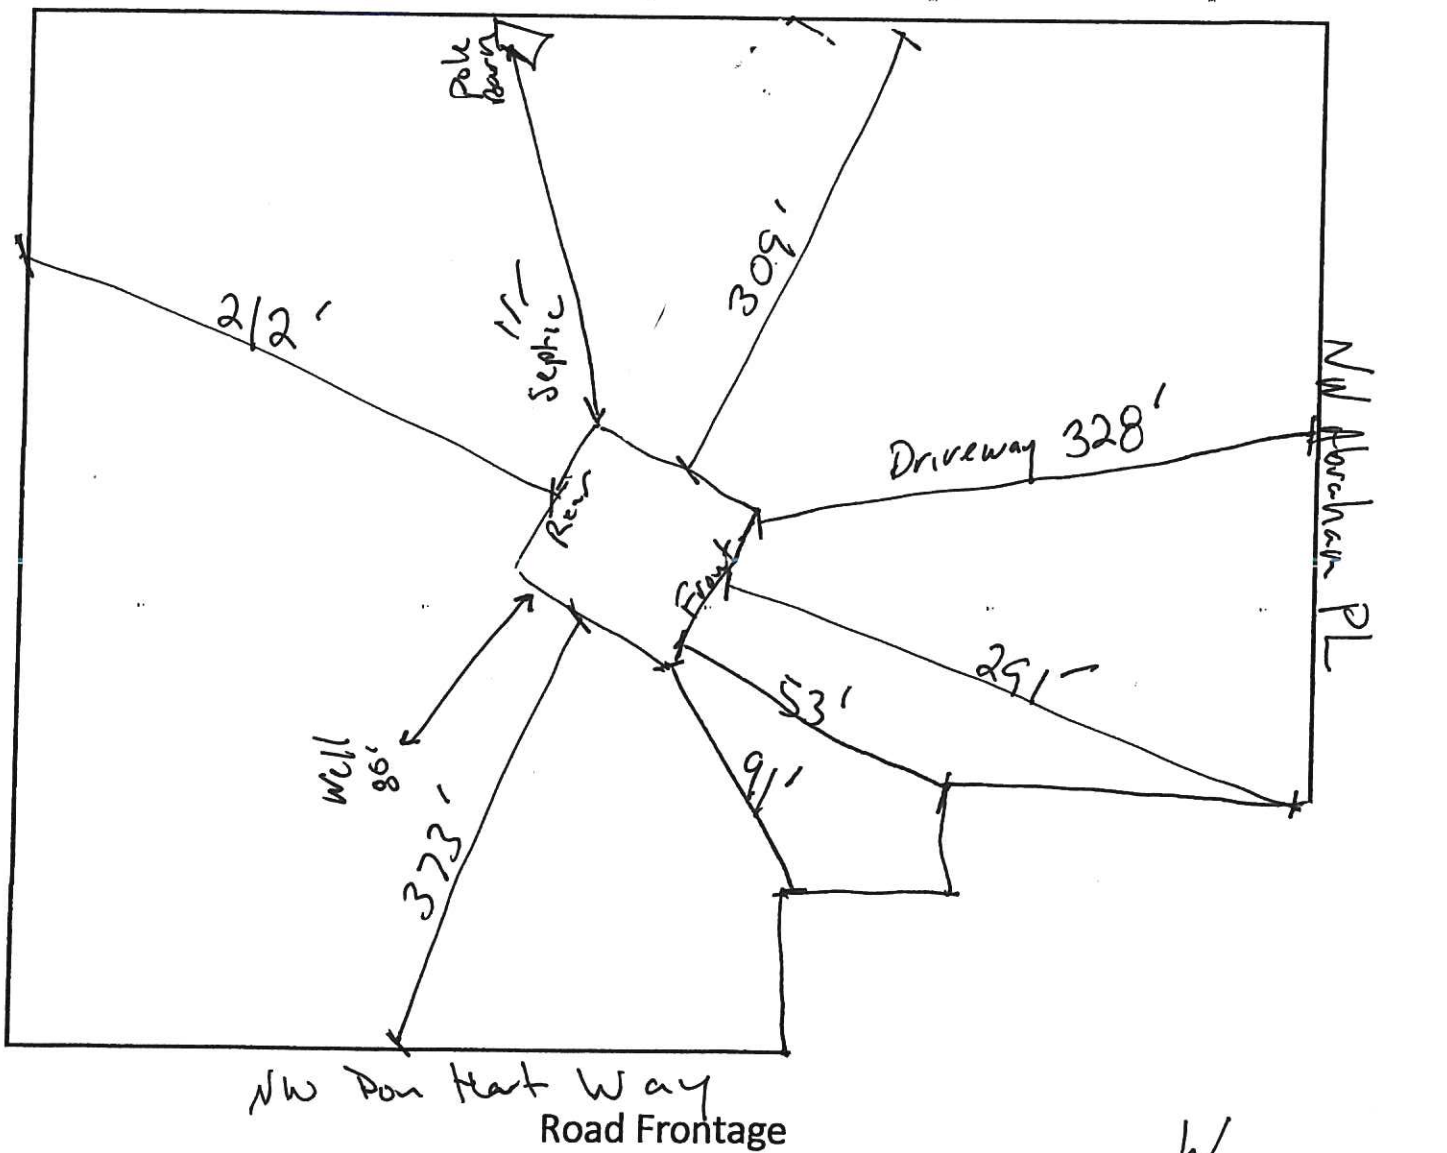 Pole
Barn
309'
212'
Septic
Driveway 328'
NW Abraham PL
Rear
Front
291'
53'
Well
86'
91'
373'
NW Don Hart Way
Road Frontage
W